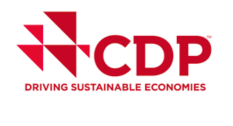 CDP
DRIVING SUSTAINABLE ECONOMIES